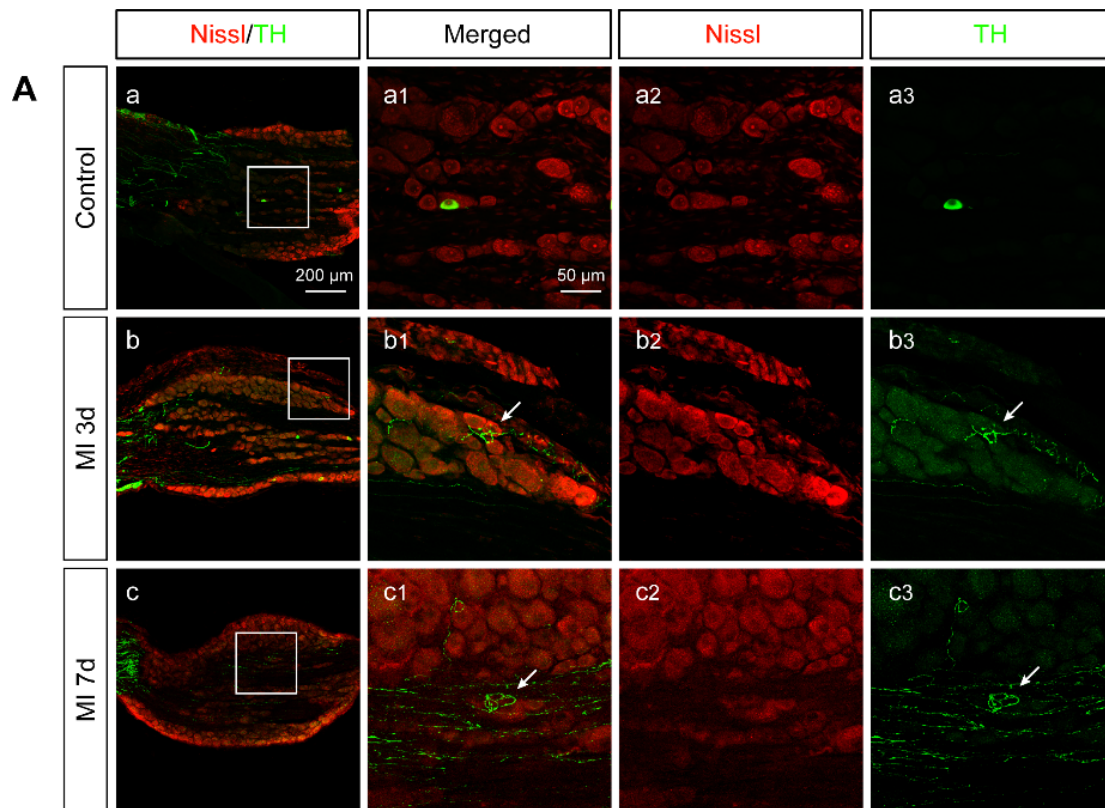 Nissl/TH Merged Nissl TH
A
Control
a a1 a2 a3
200 µm 50 µm
MI 3d
b b1 b2 b3
MI 7d
c c1 c2 c3